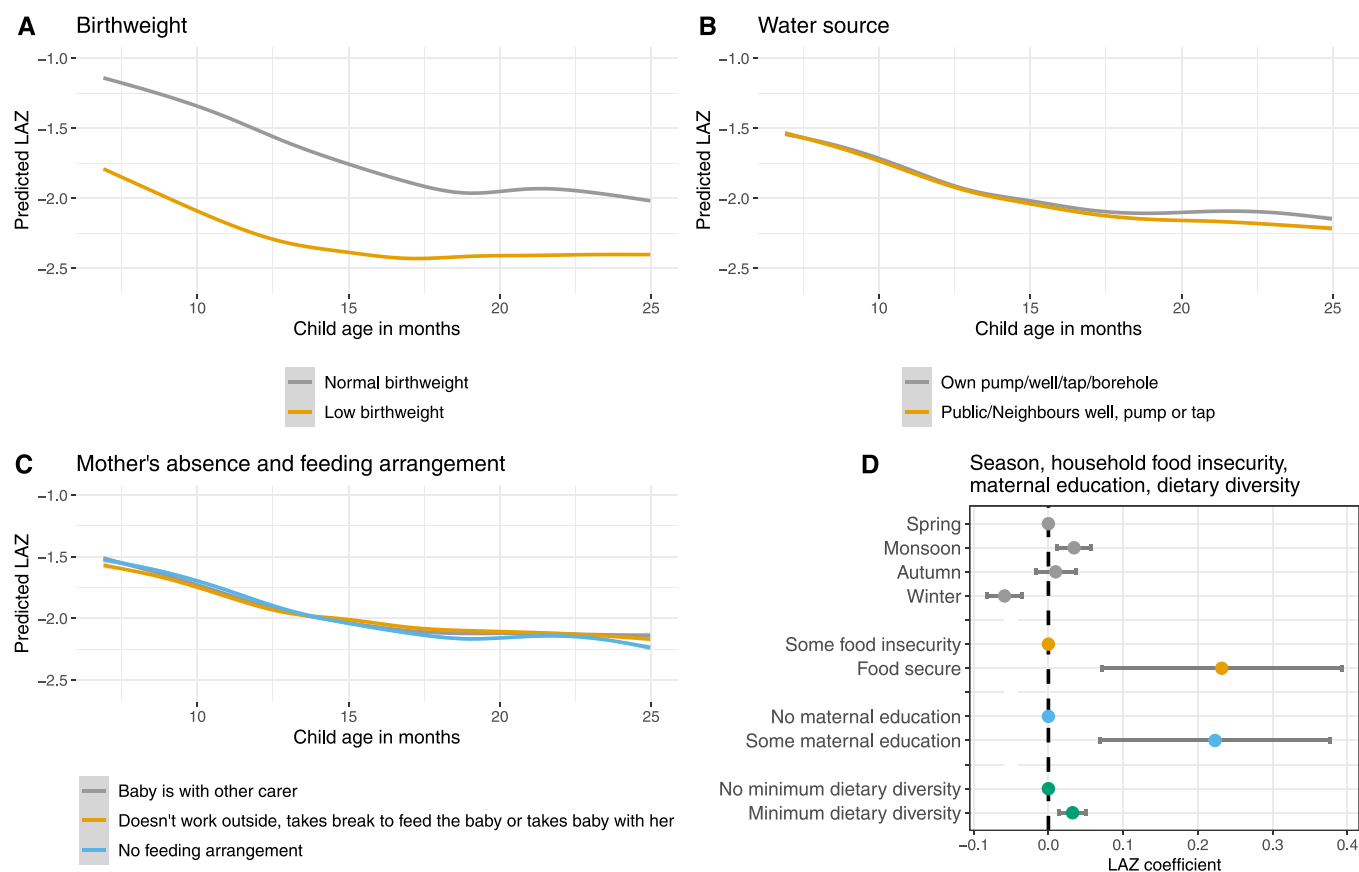 A Birthweight
−1.0
−1.5
−2.0
−2.5
Predicted LAZ
10 15 20 25
Child age in months
Normal birthweight
Low birthweight
B Water source
−1.0
−1.5
−2.0
−2.5
Predicted LAZ
10 15 20 25
Child age in months
Own pump/well/tap/borehole
Public/Neighbours well, pump or tap
C Mother's absence and feeding arrangement
−1.0
−1.5
−2.0
−2.5
Predicted LAZ
10 15 20 25
Child age in months
Baby is with other carer
Doesn't work outside, takes break to feed the baby or takes baby with her
No feeding arrangement
D Season, household food insecurity,
maternal education, dietary diversity
Spring
Monsoon
Autumn
Winter
Some food insecurity
Food secure
No maternal education
Some maternal education
No minimum dietary diversity
Minimum dietary diversity
−0.1 0.0 0.1 0.2 0.3 0.4
LAZ coefficient